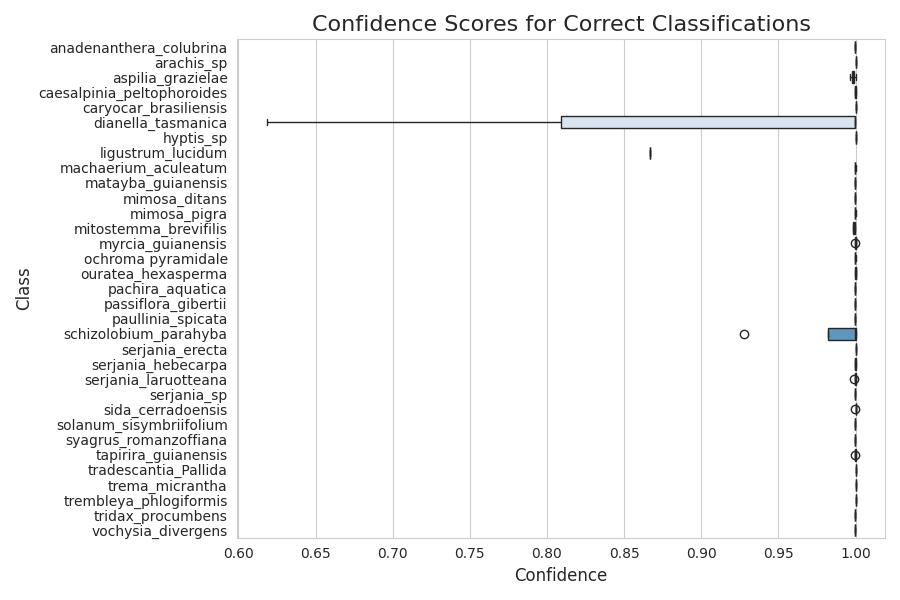 Confidence Scores for Correct Classifications
anadenanthera_colubrina
arachis_sp
aspilia_grazielae
caesalpinia_peltophoroides
caryocar_brasiliensis
dianella_tasmanica
hyptis_sp
ligustrum_lucidum
machaerium_aculeatum
matayba_guianensis
mimosa_ditans
mimosa_pigra
mitostemma_brevifilis
myrcia_guianensis
ochroma pyramidale
ouratea_hexasperma
pachira_aquatica
passiflora_gibertii
paullinia_spicata
schizolobium_parahyba
serjania_erecta
serjania_hebecarpa
serjania_laruotteana
serjania_sp
sida_cerradoensis
solanum_sisymbriifolium
syagrus_romanzoffiana
tapirira_guianensis
tradescantia_Pallida
trema_micrantha
trembleya_phlogiformis
tridax_procumbens
vochysia_divergens
Class
0.60 0.65 0.70 0.75 0.80 0.85 0.90 0.95 1.00
Confidence